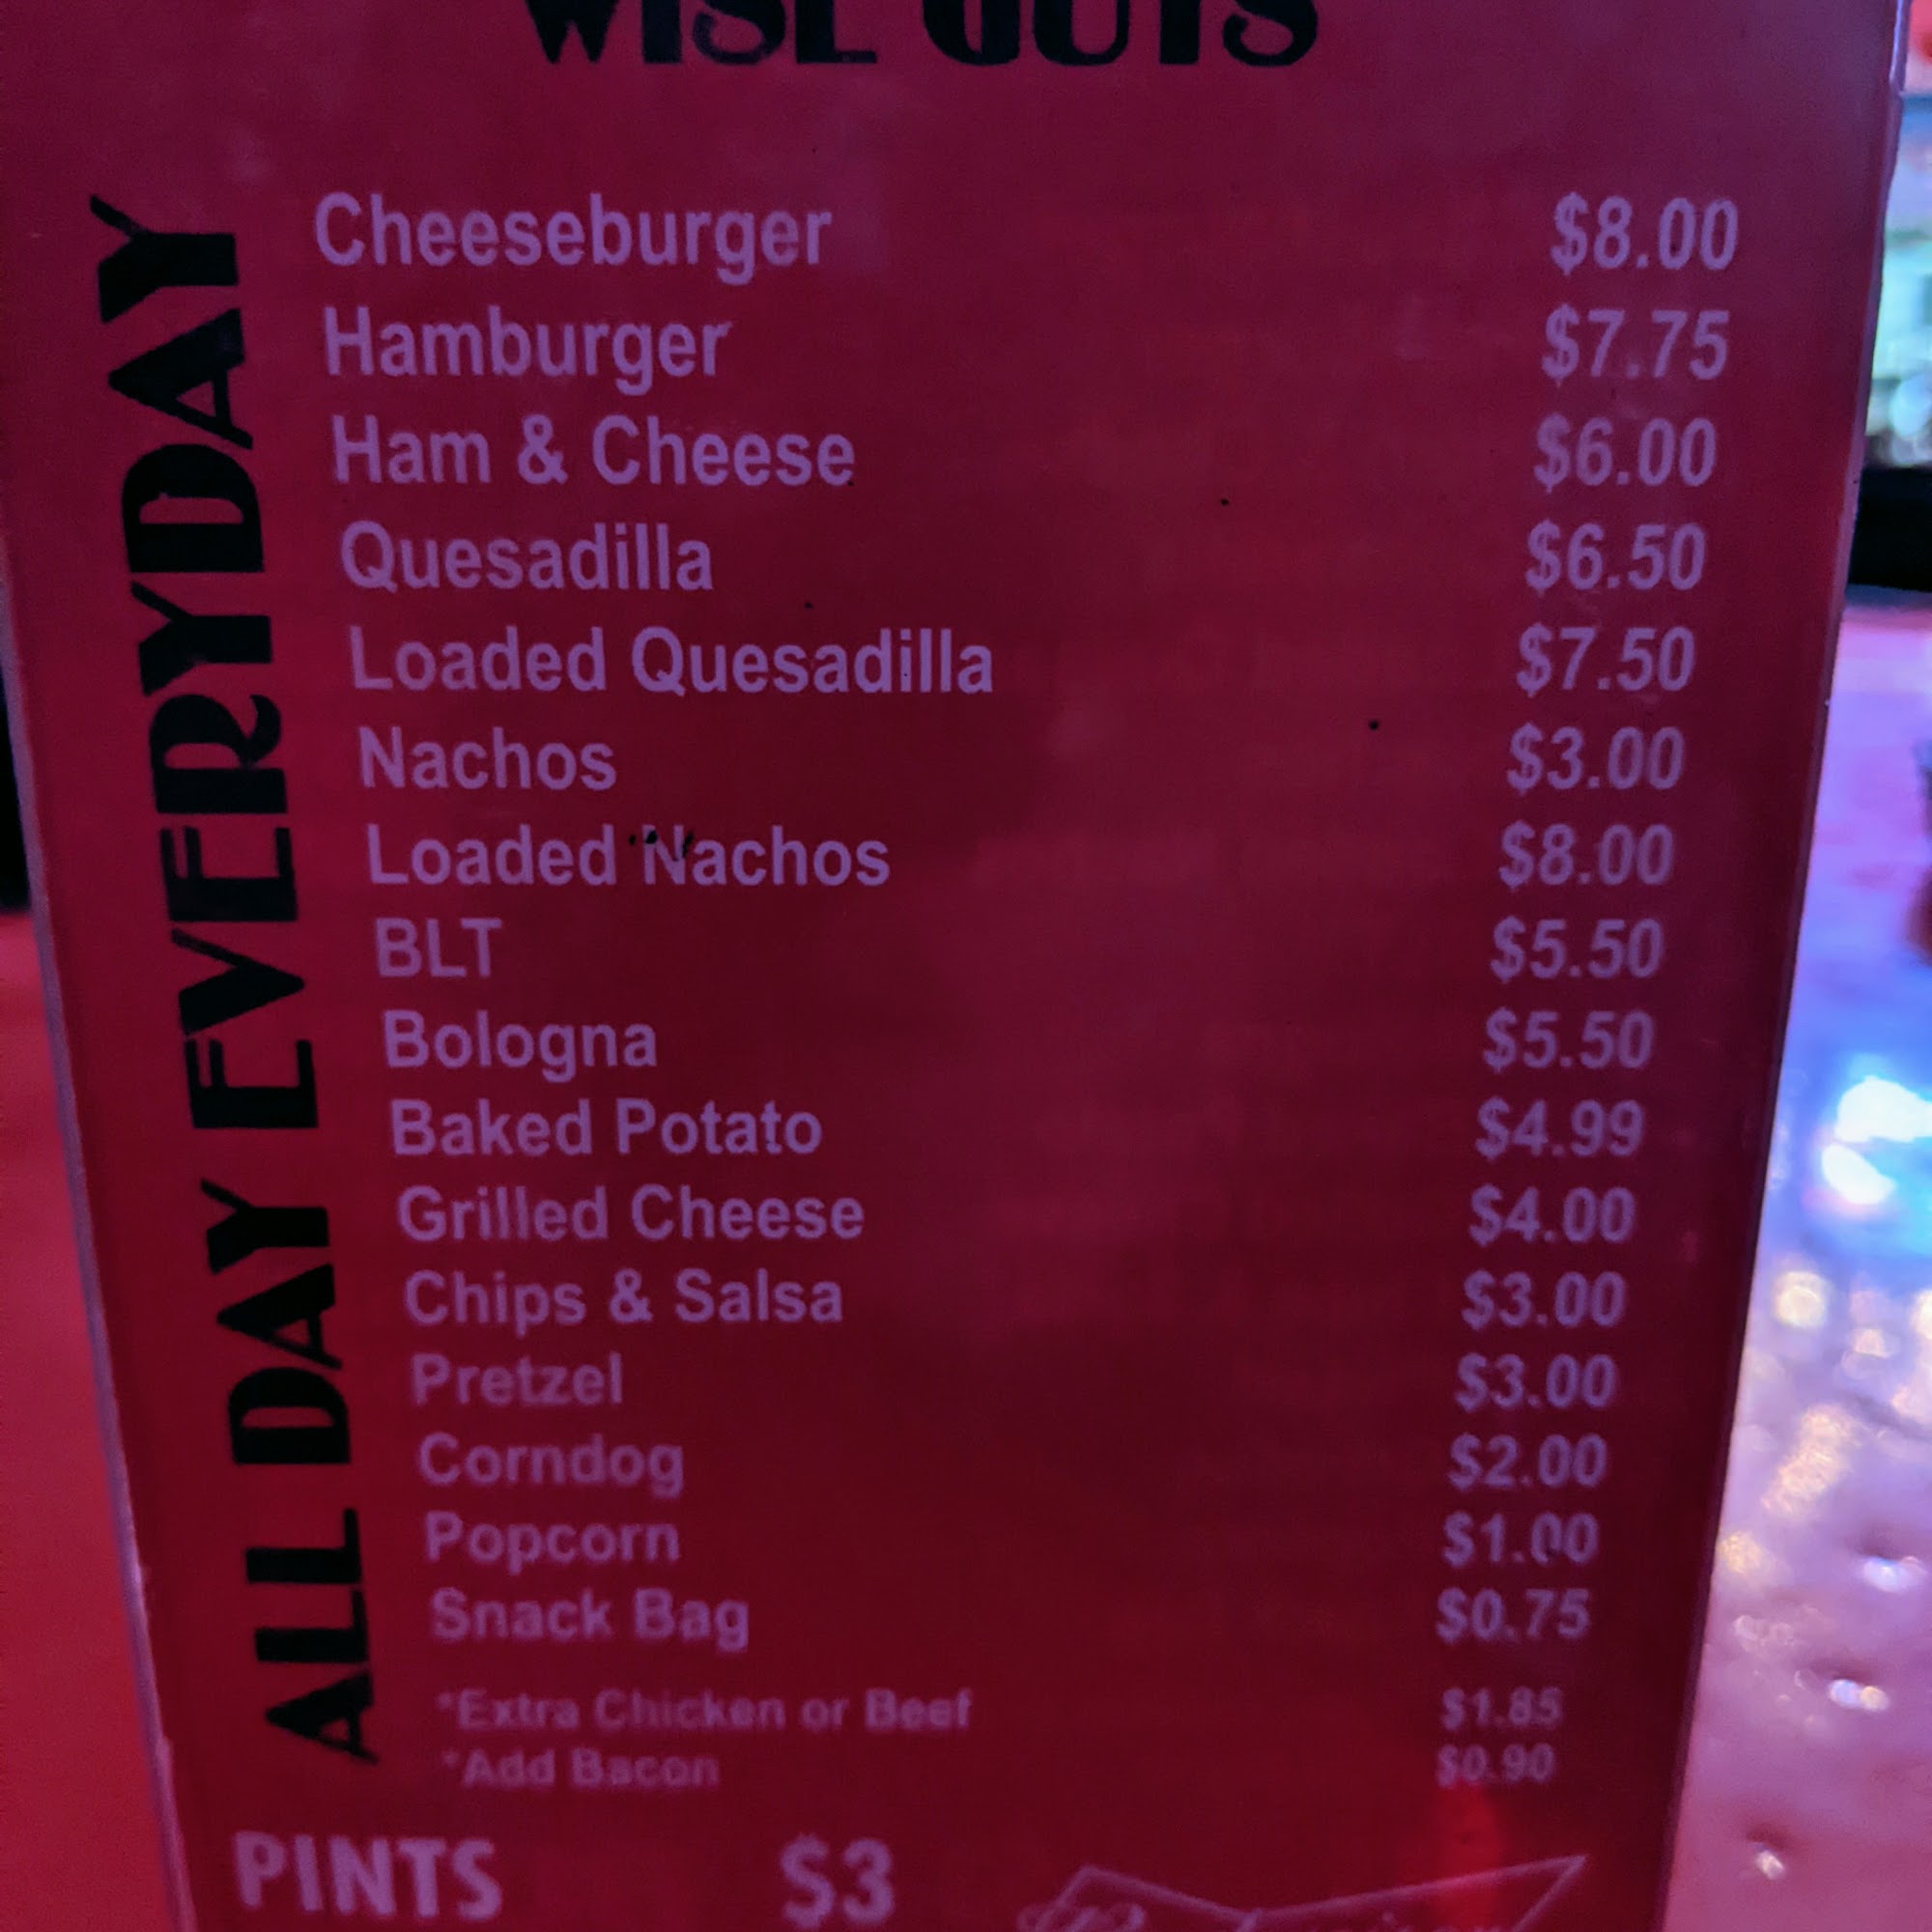 WISE GUYS
ALL DAY EVERYDAY
Cheeseburger $8.00
Hamburger $7.75
Ham & Cheese $6.00
Quesadilla $6.50
Loaded Quesadilla $7.50
Nachos $3.00
Loaded Nachos $8.00
BLT $5.50
Bologna $5.50
Baked Potato $4.99
Grilled Cheese $4.00
Chips & Salsa $3.00
Pretzel $3.00
Corndog $2.00
Popcorn $1.00
Snack Bag $0.75
*Extra Chicken or Beef $1.85
*Add Bacon $0.90
PINTS $3